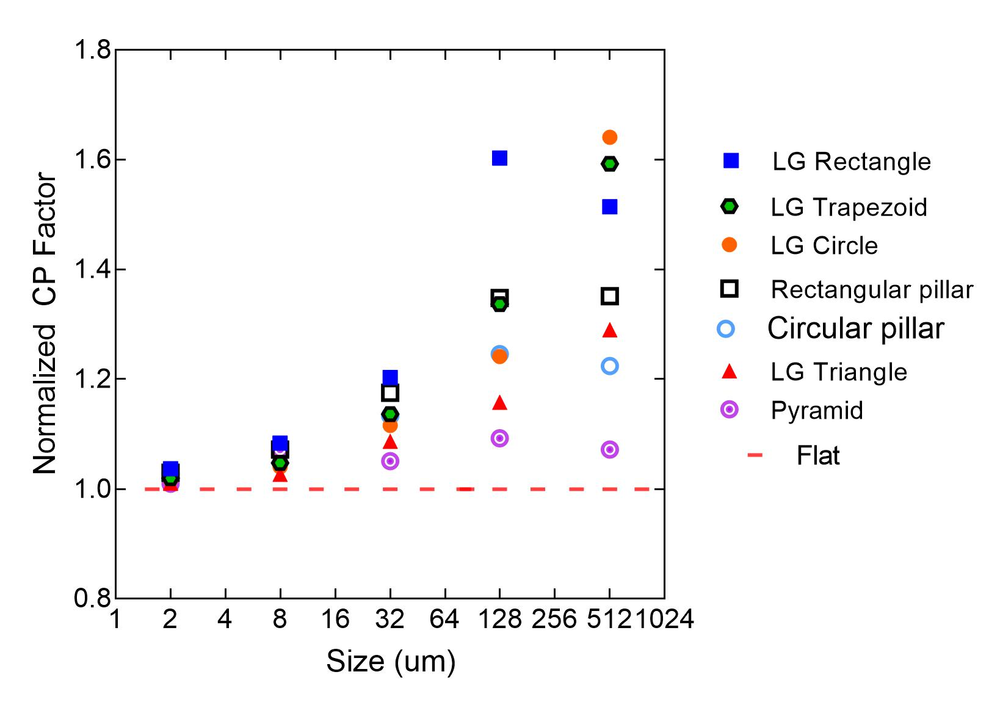 1.8
1.6
1.4
1.2
1.0
0.8
Normalized CP Factor
1 2 4 8 16 32 64 128 256 512 1024
Size (um)
LG Rectangle
LG Trapezoid
LG Circle
Rectangular pillar
Circular pillar
LG Triangle
Pyramid
Flat